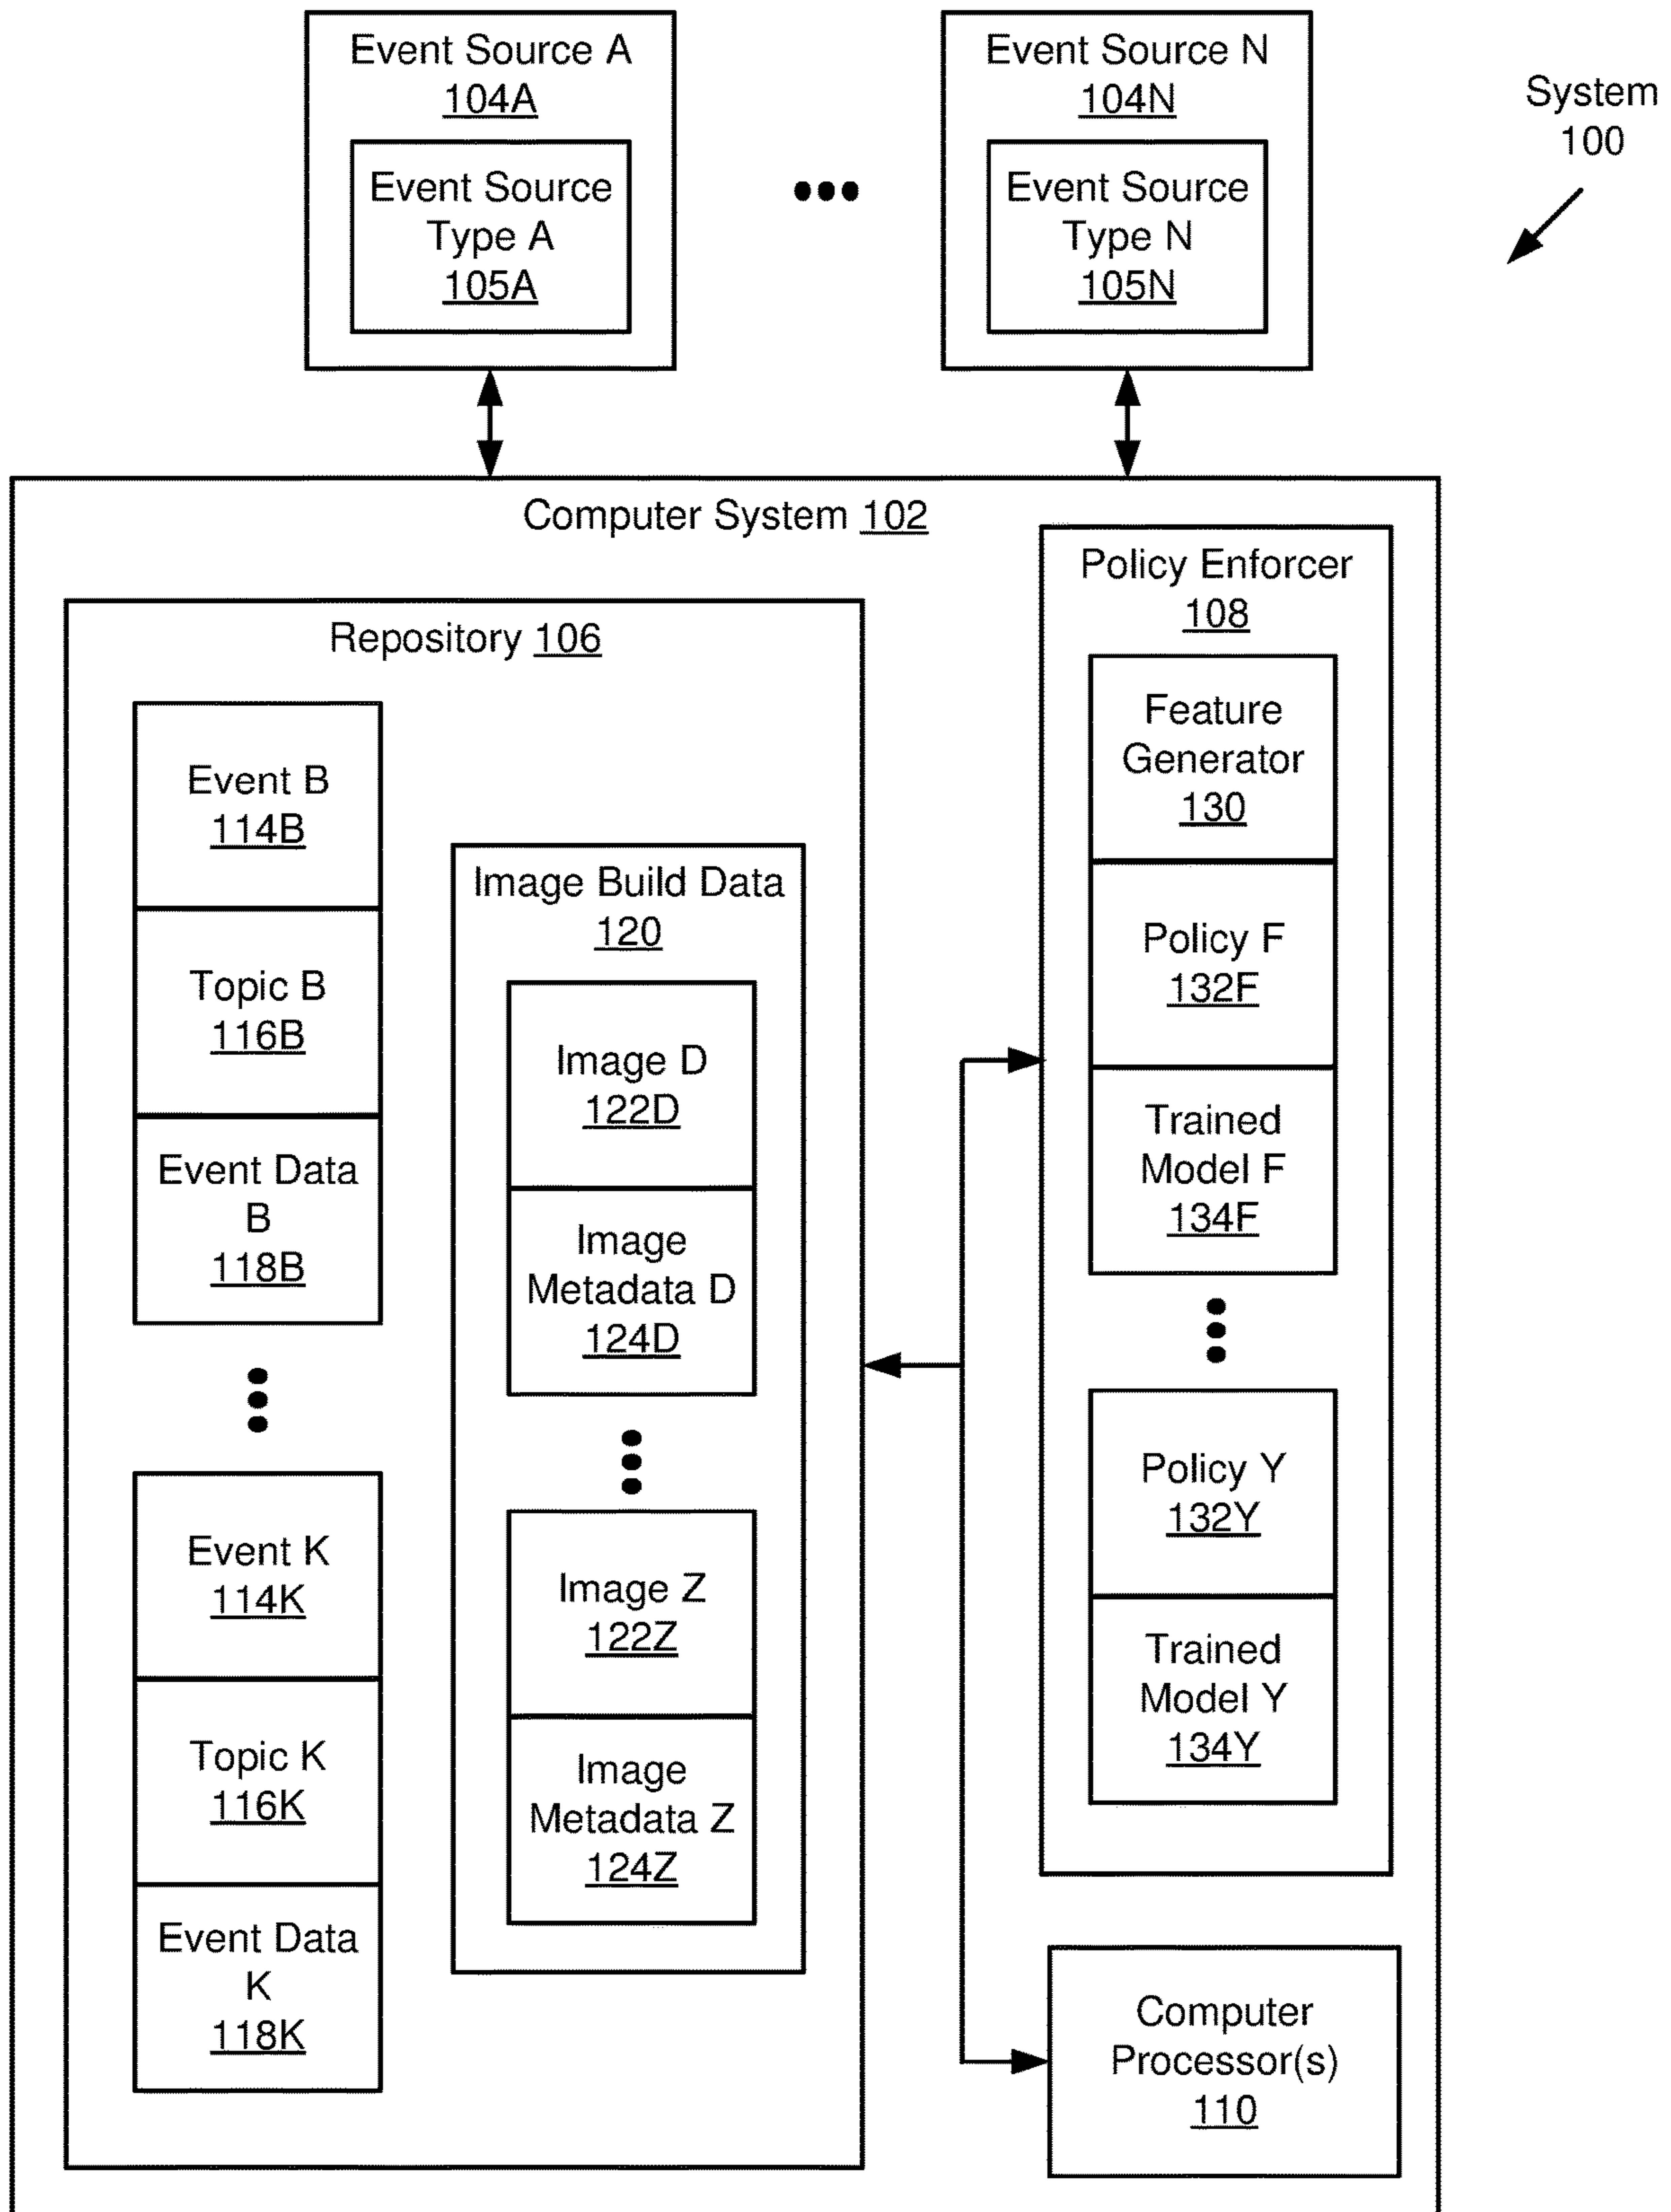 Event Source A
104A
Event Source
Type A
105A
Event Source N
104N
Event Source
Type N
105N
System
100
Computer System 102
Repository 106
Event B
114B
Topic B
116B
Event Data
B
118B
Event K
114K
Topic K
116K
Event Data
K
118K
Image Build Data
120
Image D
122D
Image
Metadata D
124D
Image Z
122Z
Image
Metadata Z
124Z
Policy Enforcer
108
Feature
Generator
130
Policy F
132F
Trained
Model F
134F
Policy Y
132Y
Trained
Model Y
134Y
Computer
Processor(s)
110